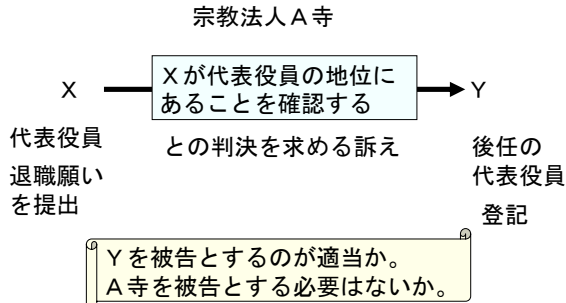 宗教法人A寺
X
Xが代表役員の地位に
あることを確認する
Y
代表役員
退職願い
を提出
との判決を求める訴え
後任の
代表役員
登記
Yを被告とするのが適当か。
A寺を被告とする必要はないか。